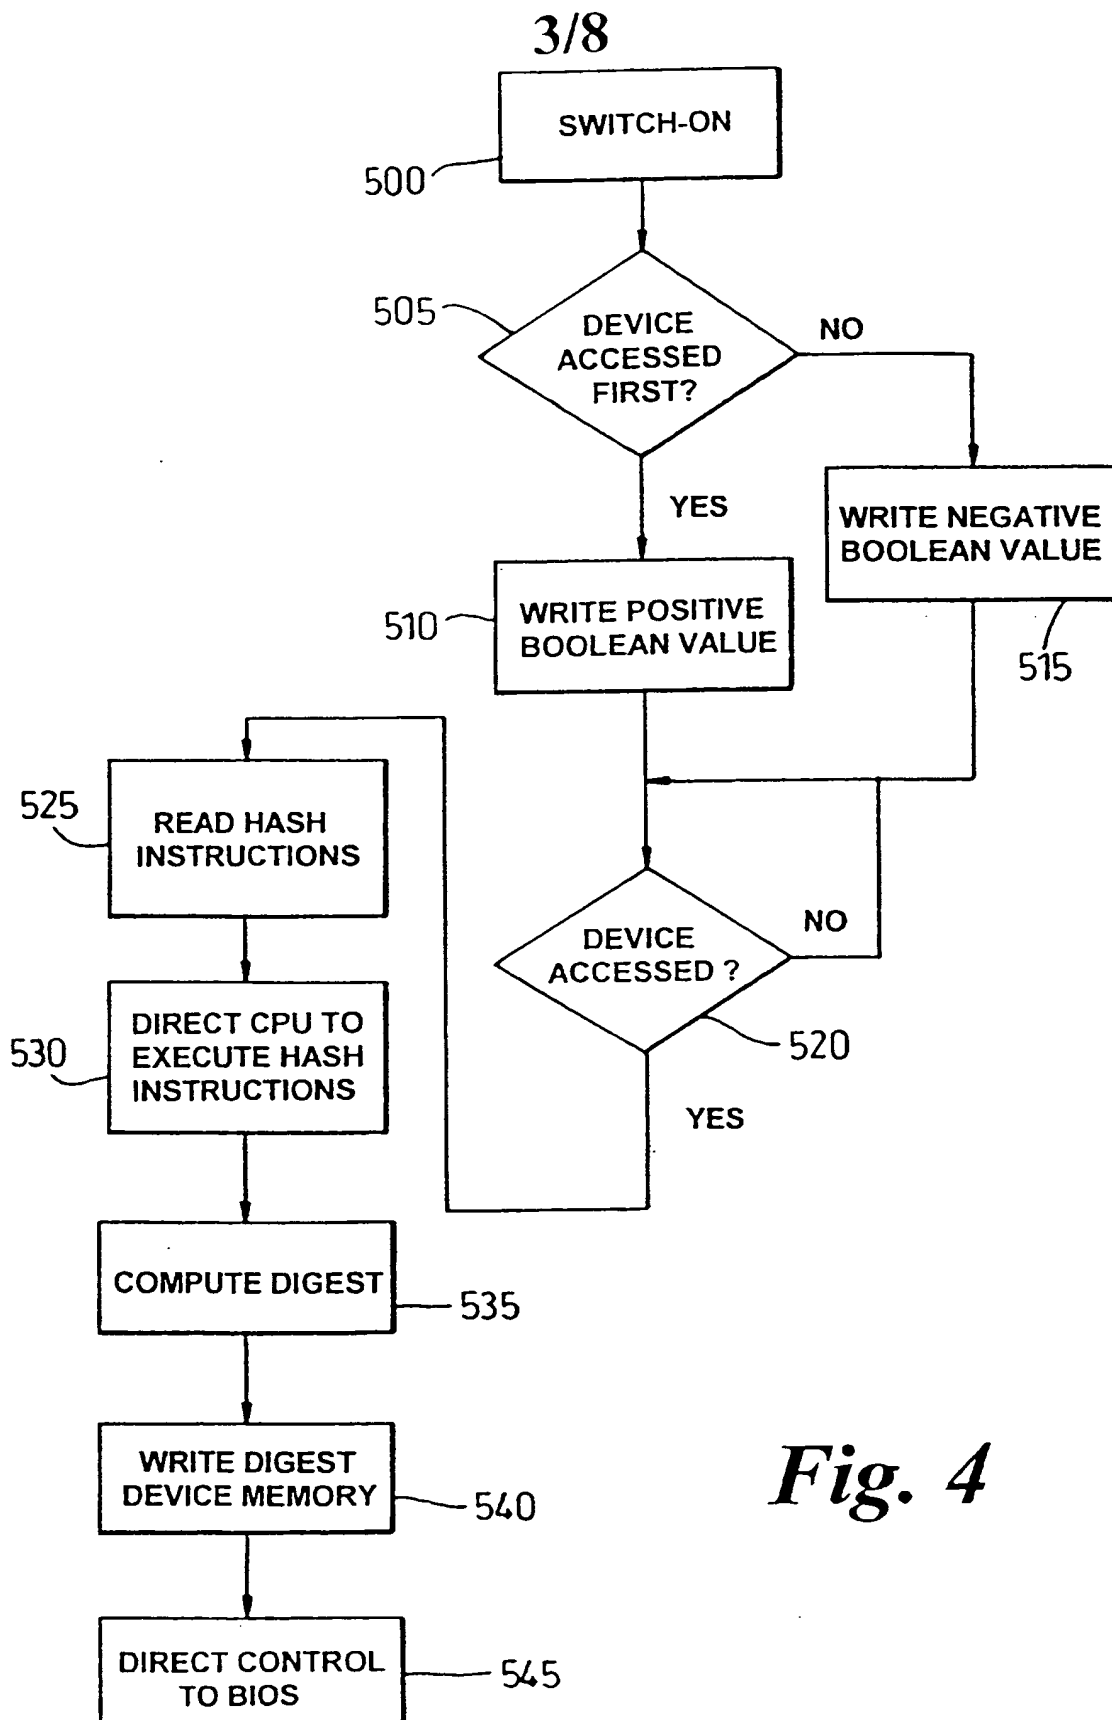 3/8
SWITCH-ON
500
505
DEVICE
ACCESSED
FIRST?
NO
YES
WRITE NEGATIVE
BOOLEAN VALUE
515
510
WRITE POSITIVE
BOOLEAN VALUE
525
READ HASH
INSTRUCTIONS
DEVICE
ACCESSED ?
NO
520
YES
530
DIRECT CPU TO
EXECUTE HASH
INSTRUCTIONS
COMPUTE DIGEST
535
WRITE DIGEST
DEVICE MEMORY
540
Fig. 4
DIRECT CONTROL
TO BIOS
545